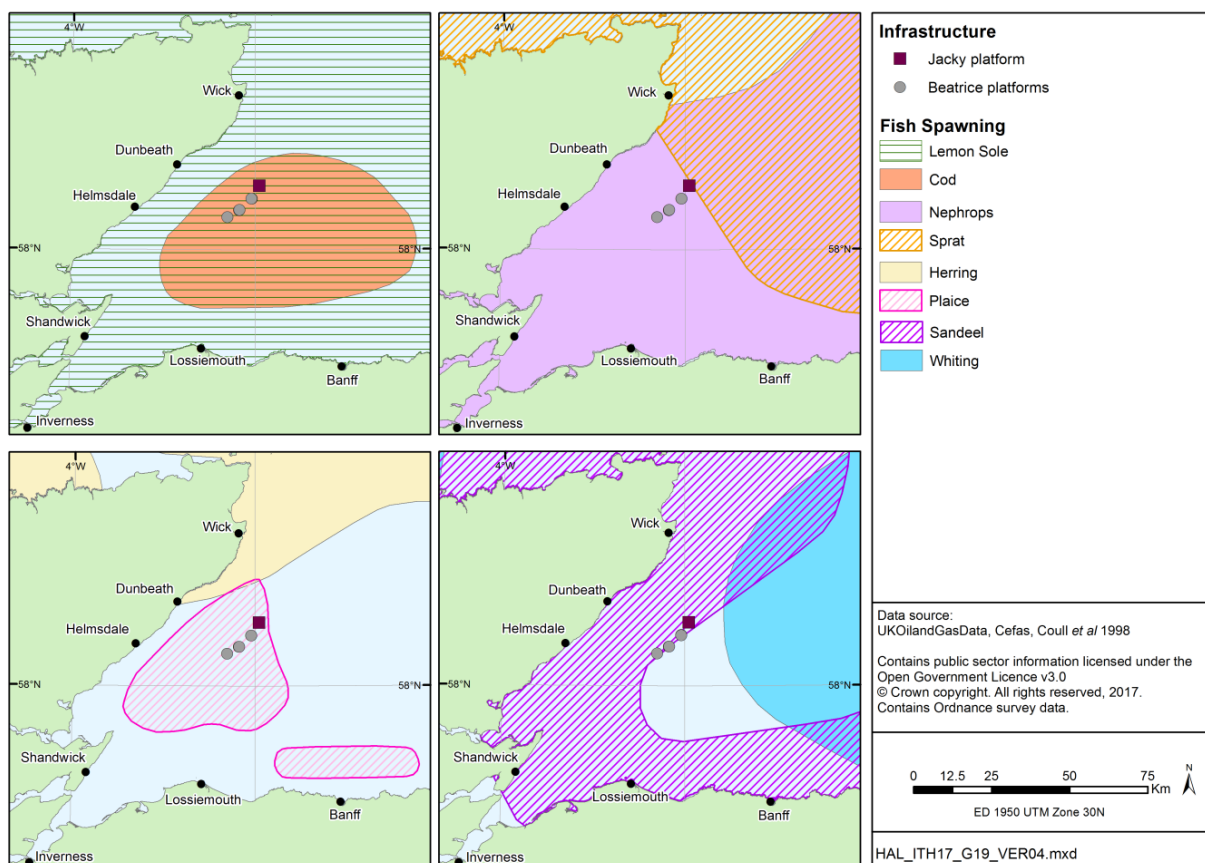 4°W
Wick
Dunbeath
Helmsdale
58°N
Shandwick
Lossiemouth
Banff
Inverness
4°W
Wick
Dunbeath
Helmsdale
58°N
Shandwick
Lossiemouth
Banff
Inverness
4°W
Wick
Dunbeath
Helmsdale
58°N
Shandwick
Lossiemouth
Banff
Inverness
4°W
Wick
Dunbeath
Helmsdale
58°N
Shandwick
Lossiemouth
Banff
Inverness
Infrastructure
Jacky platform
Beatrice platforms
Fish Spawning
Lemon Sole
Cod
Nephrops
Sprat
Herring
Plaice
Sandeel
Whiting
Data source:
UKOilandGasData, Cefas, Coull et al 1998
Contains public sector information licensed under the
Open Government Licence v3.0
© Crown copyright. All rights reserved, 2017.
Contains Ordnance survey data.
N
0 12.5 25 50 75
Km
ED 1950 UTM Zone 30N
HAL_ITH17_G19_VER04.mxd